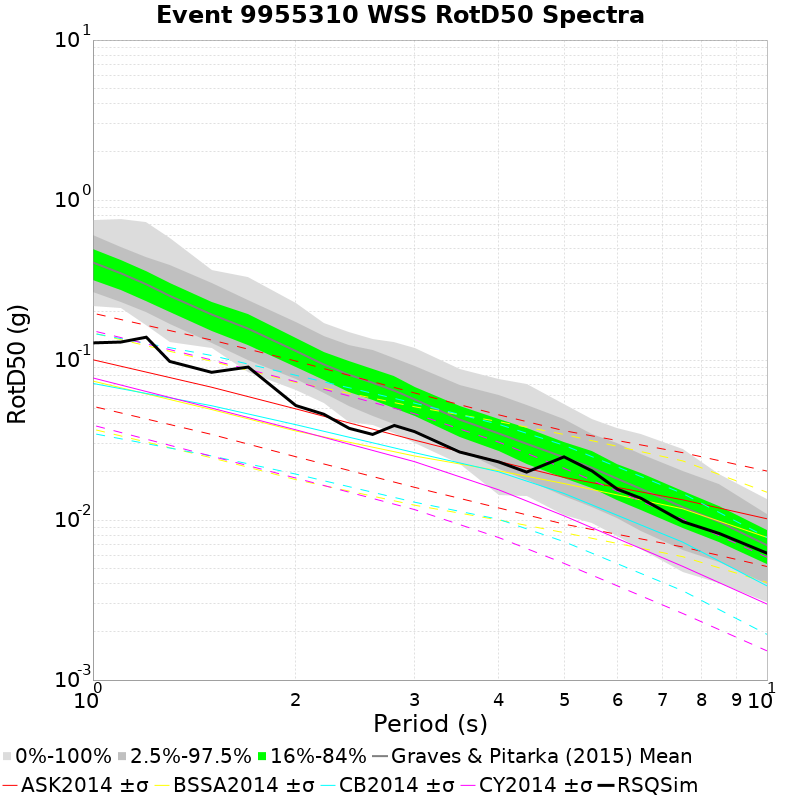 Event 9955310 WSS RotD50 Spectra
10^1
10^0
10^-1
10^-2
10^-3
RotD50 (g)
10^0 2 3 4 5 6 7 8 9 10^1
Period (s)
0%-100% 2.5%-97.5% 16%-84% Graves & Pitarka (2015) Mean
ASK2014 ±σ BSSA2014 ±σ CB2014 ±σ CY2014 ±σ RSQSim